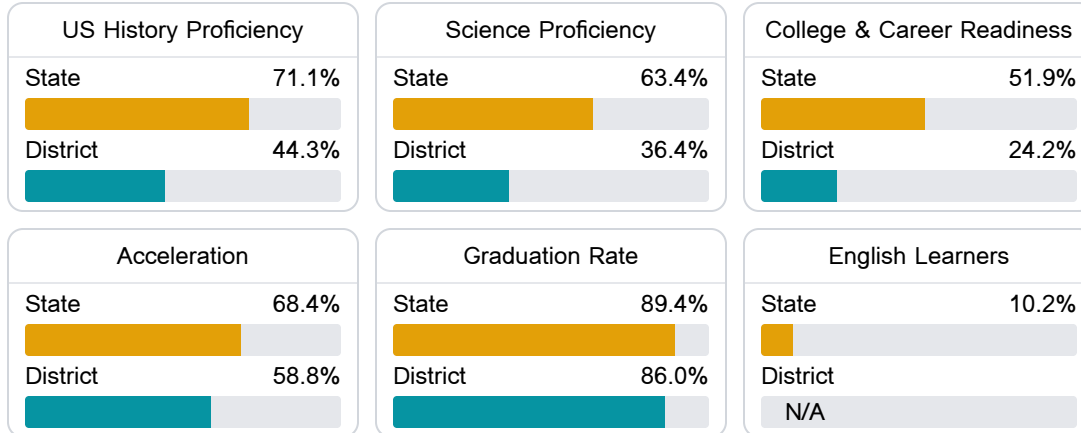 US History Proficiency
State 71.1%
District 44.3%
Science Proficiency
State 63.4%
District 36.4%
College & Career Readiness
State 51.9%
District 24.2%
Acceleration
State 68.4%
District 58.8%
Graduation Rate
State 89.4%
District 86.0%
English Learners
State 10.2%
District
N/A